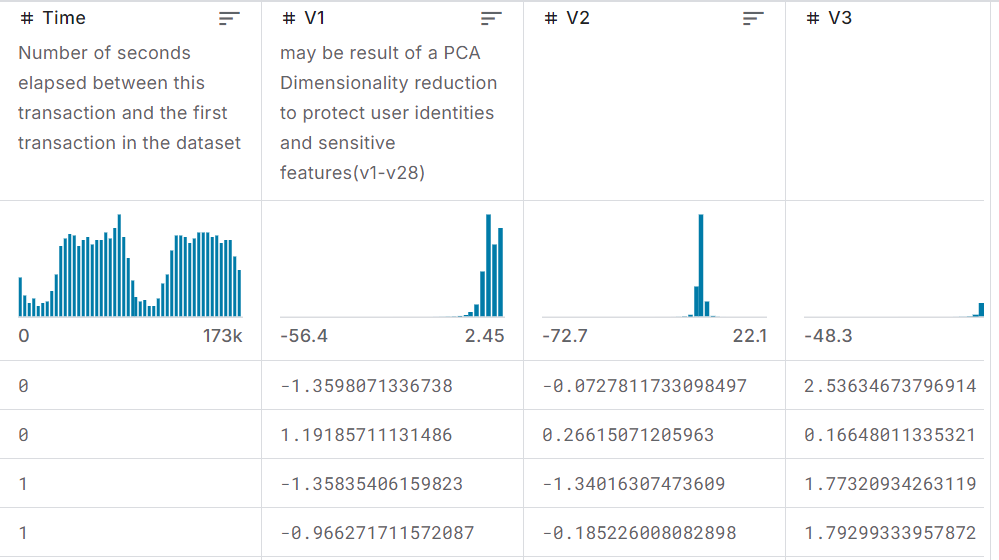 # Time
# V1
# V2
# V3
Number of seconds
elapsed between this
transaction and the first
transaction in the dataset
may be result of a PCA
Dimensionality reduction
to protect user identities
and sensitive
features(v1-v28)
0 173k
-56.4 2.45
-72.7 22.1
-48.3
0 -1.3598071336738 -0.0727811733098497 2.53634673796914
0 1.19185711131486 0.26615071205963 0.16648011335321
1 -1.35835406159823 -1.34016307473609 1.77320934263119
1 -0.966271711572087 -0.185226008082898 1.79299333957872